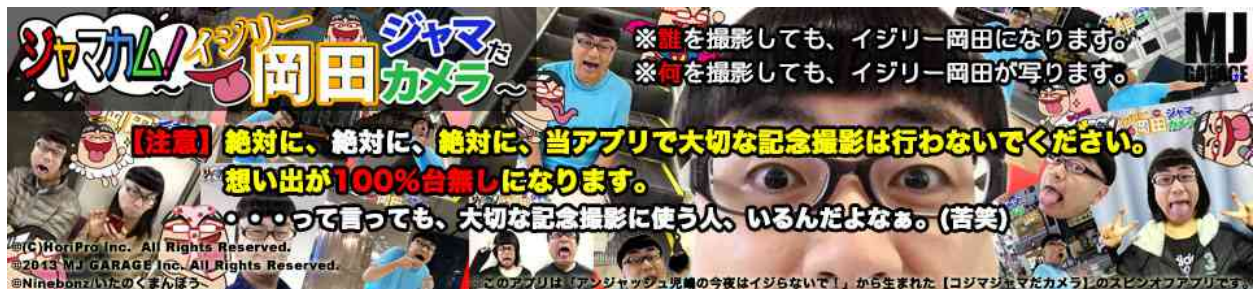 ジャマカム!~イジリー岡田ジャマだカメラ~
※誰を撮影しても、イジリー岡田になります。
※何を撮影しても、イジリー岡田が写ります。
MJ
GARAGE
【注意】絶対に、絶対に、絶対に、当アプリで大切な記念撮影は行わないでください。
想い出が100%台無しになります。
・・・って言っても、大切な記念撮影に使う人、いるんだよなぁ。(苦笑)
©(C)HoriPro Inc. All Rights Reserved.
©2013 MJ GARAGE Inc. All Rights Reserved.
©Ninebonz/いたのくまんぼう
※このアプリは「アンジャッシュ児嶋の今夜はイジらないで!」から生まれた【コジマジャマだカメラ】のスピンオフアプリです。